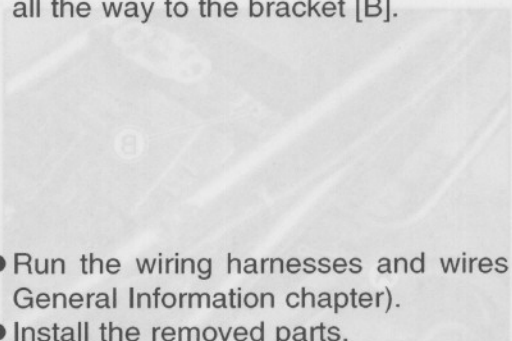 all the way to the bracket [B].
● Run the wiring harnesses and wires
General Information chapter).
● Install the removed parts.